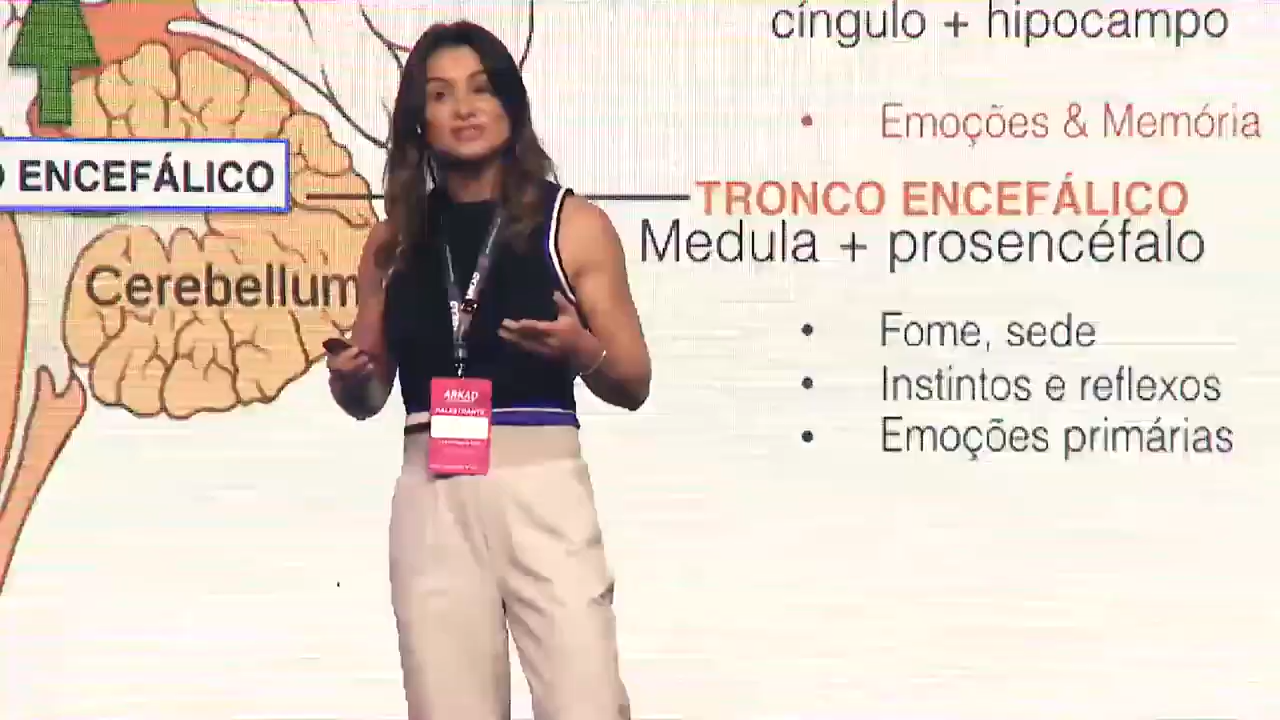 cíngulo + hipocampo
• Emoções & Memória
ENCEFÁLICO
TRONCO ENCEFÁLICO
Medula + prosencéfalo
Cerebellum
• Fome, sede
• Instintos e reflexos
• Emoções primárias
ARKAD
PALESTRANTE